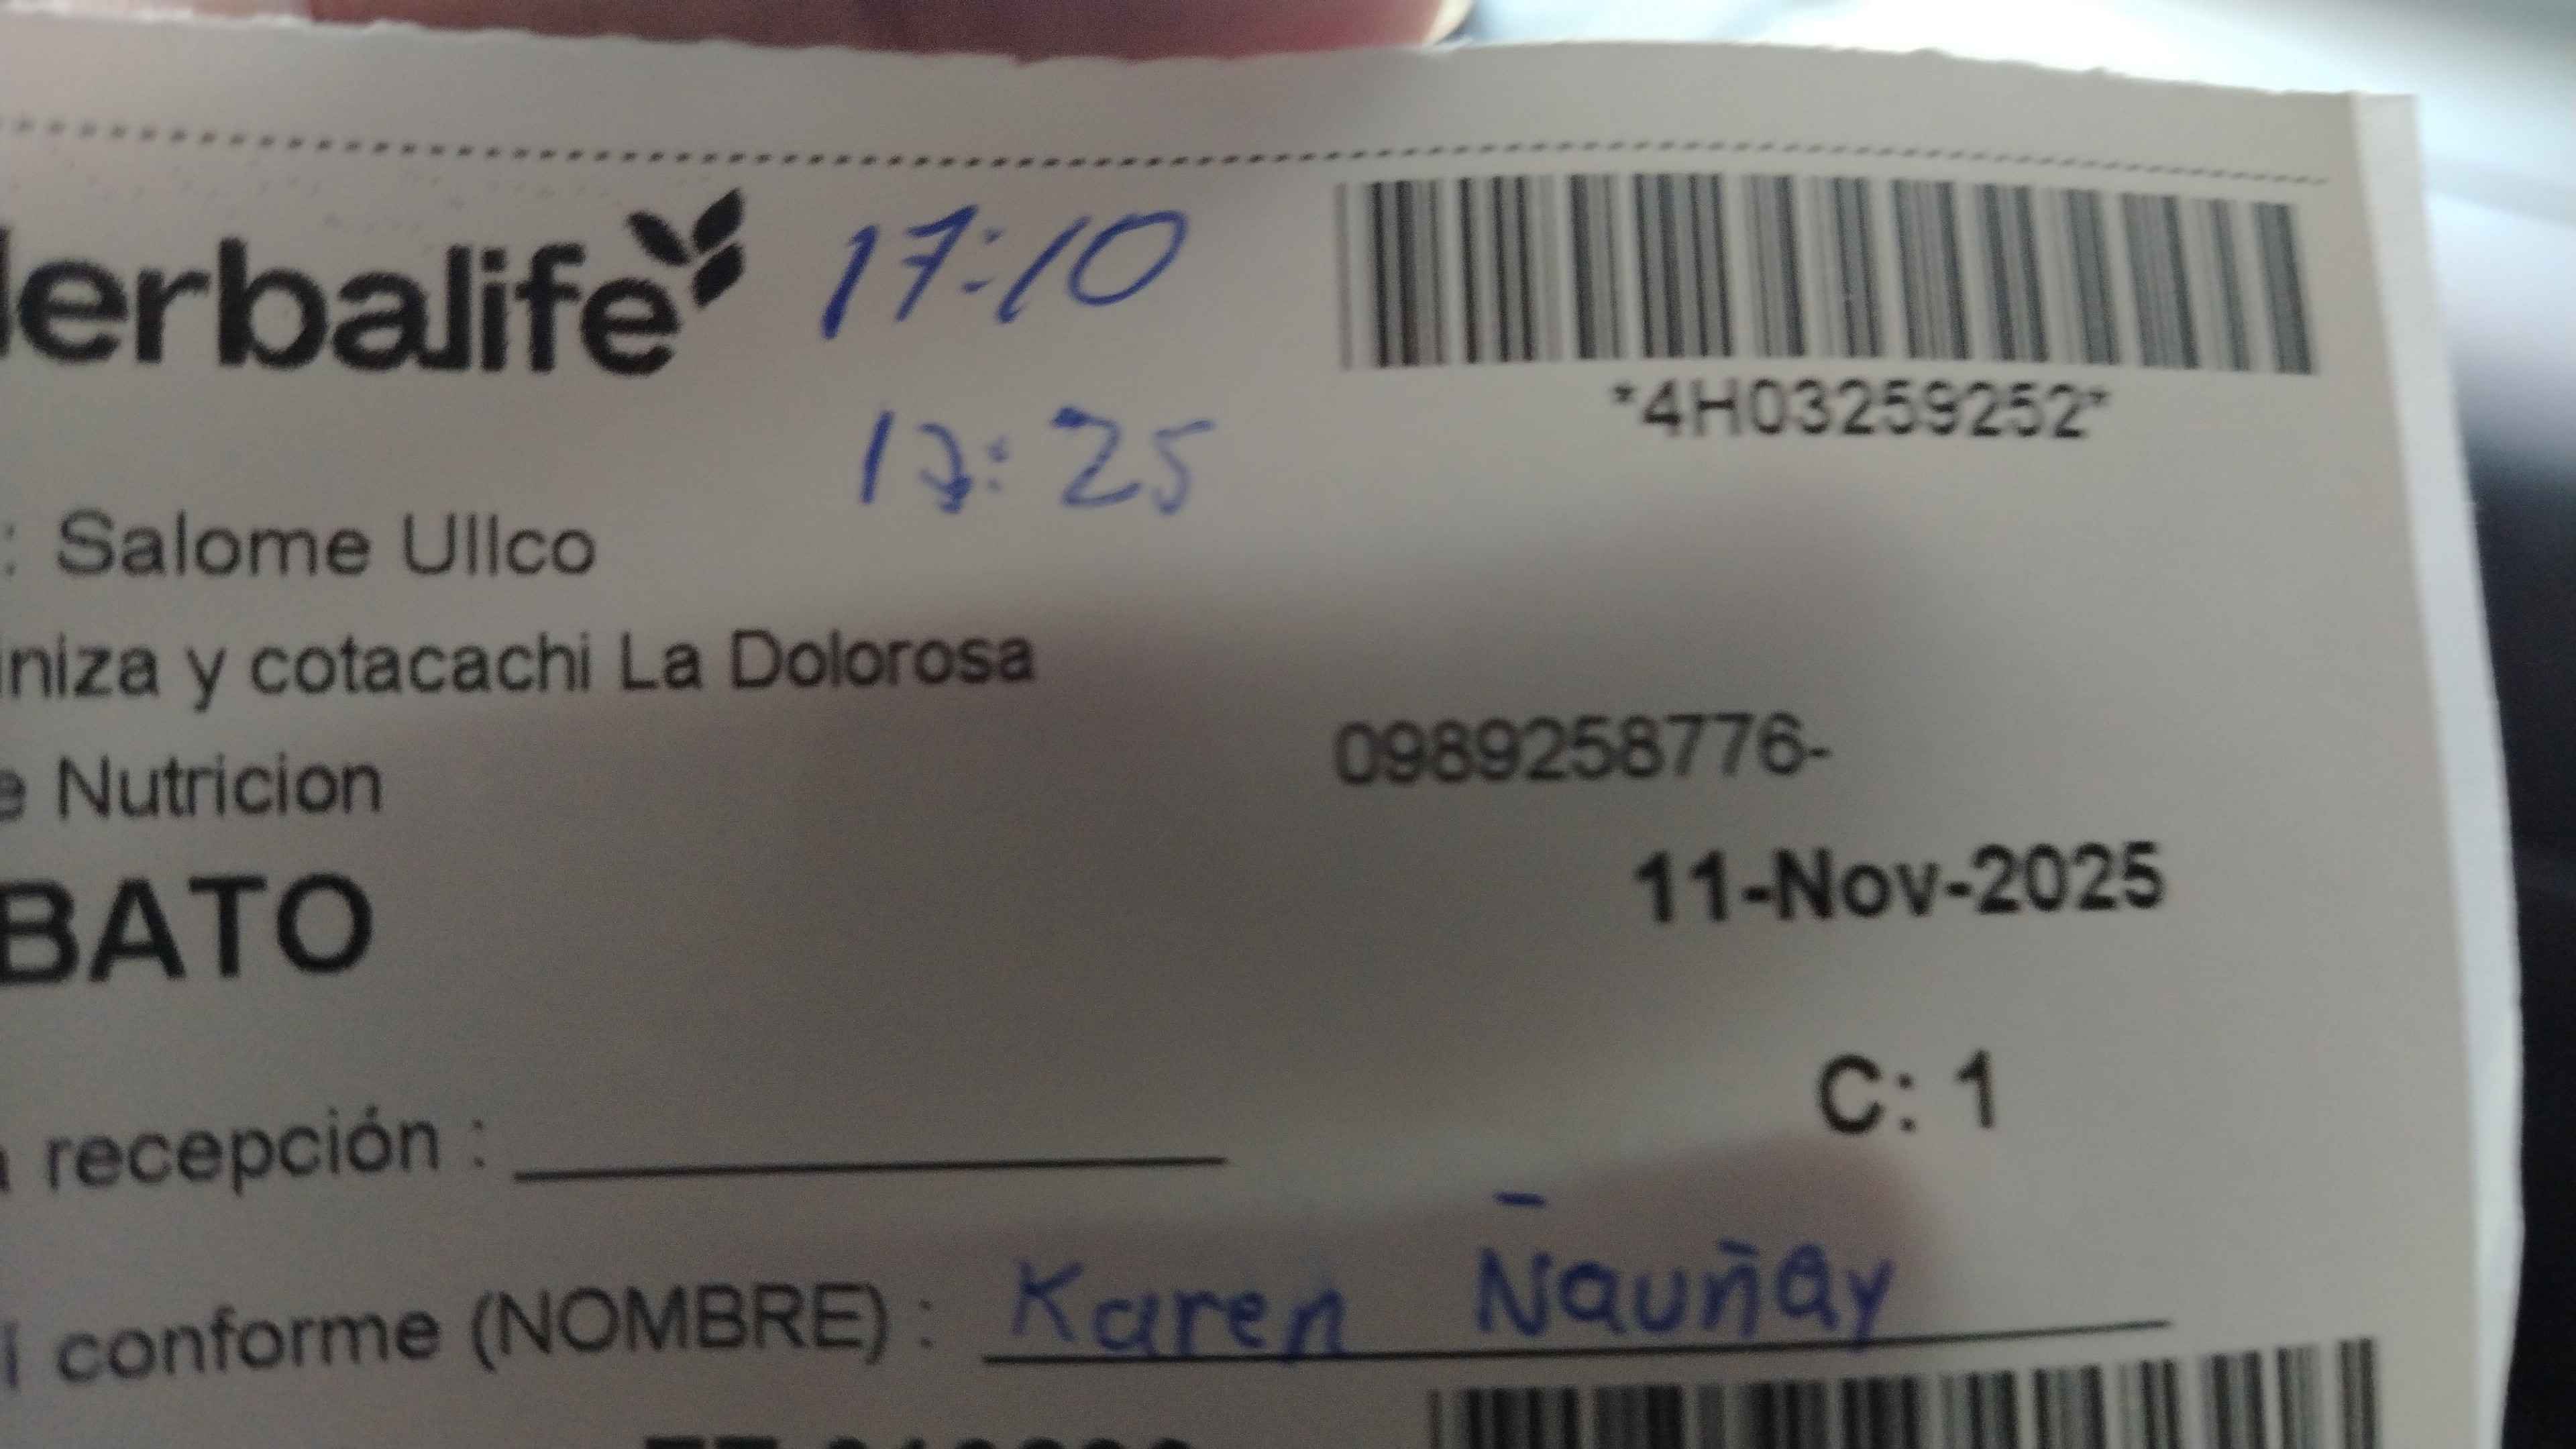 erbalife 17:10
*4H03259252*
17:25
: Salome Ullco
iniza y cotacachi La Dolorosa
0989258776-
e Nutricion
11-Nov-2025
BATO
C: 1
recepción :
conforme (NOMBRE) : Karen Ñauñay